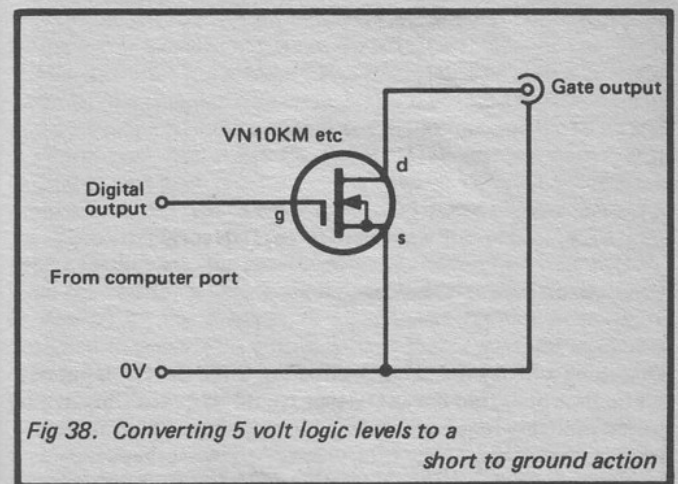 Gate output
VN10KM etc
d
Digital
output
g
s
From computer port
0V
Fig 38. Converting 5 volt logic levels to a
short to ground action